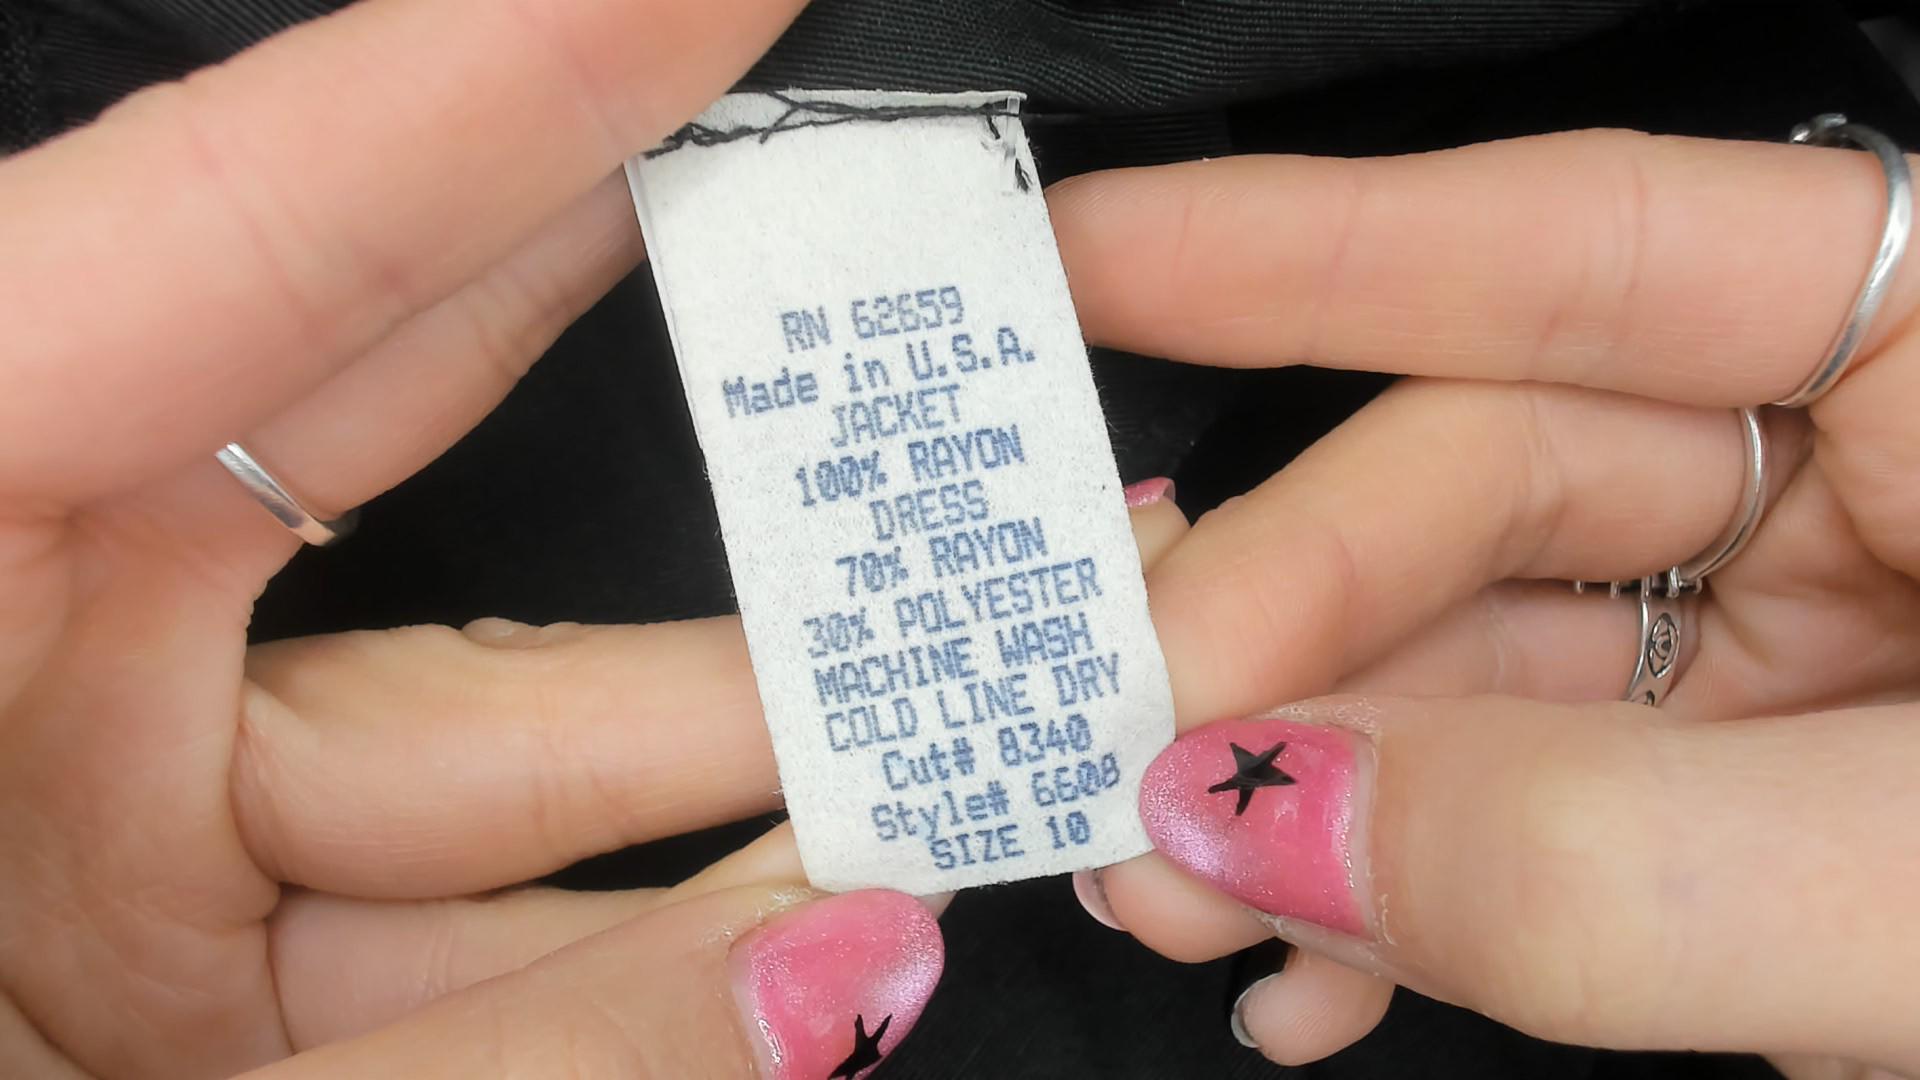 RN 62659
Made in U.S.A.
JACKET
100% RAYON
DRESS
70% RAYON
30% POLYESTER
MACHINE WASH
COLD LINE DRY
Cut# 8340
Style# 6608
SIZE 10